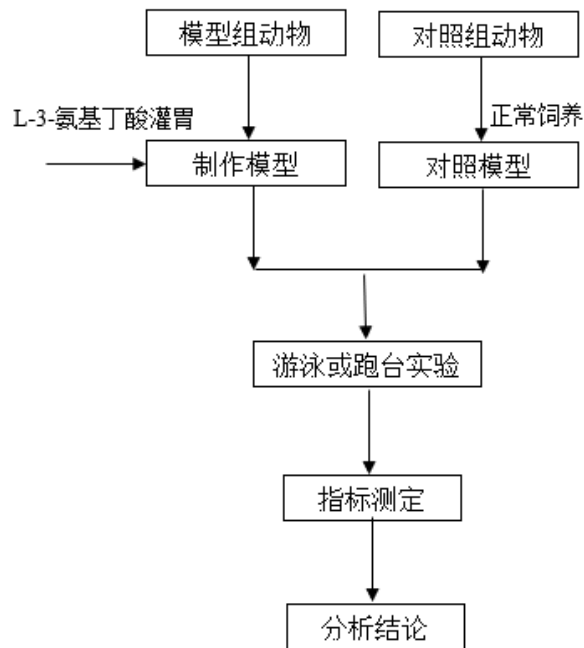 模型组动物
对照组动物
L-3-氨基丁酸灌胃
正常饲养
制作模型
对照模型
游泳或跑台实验
指标测定
分析结论